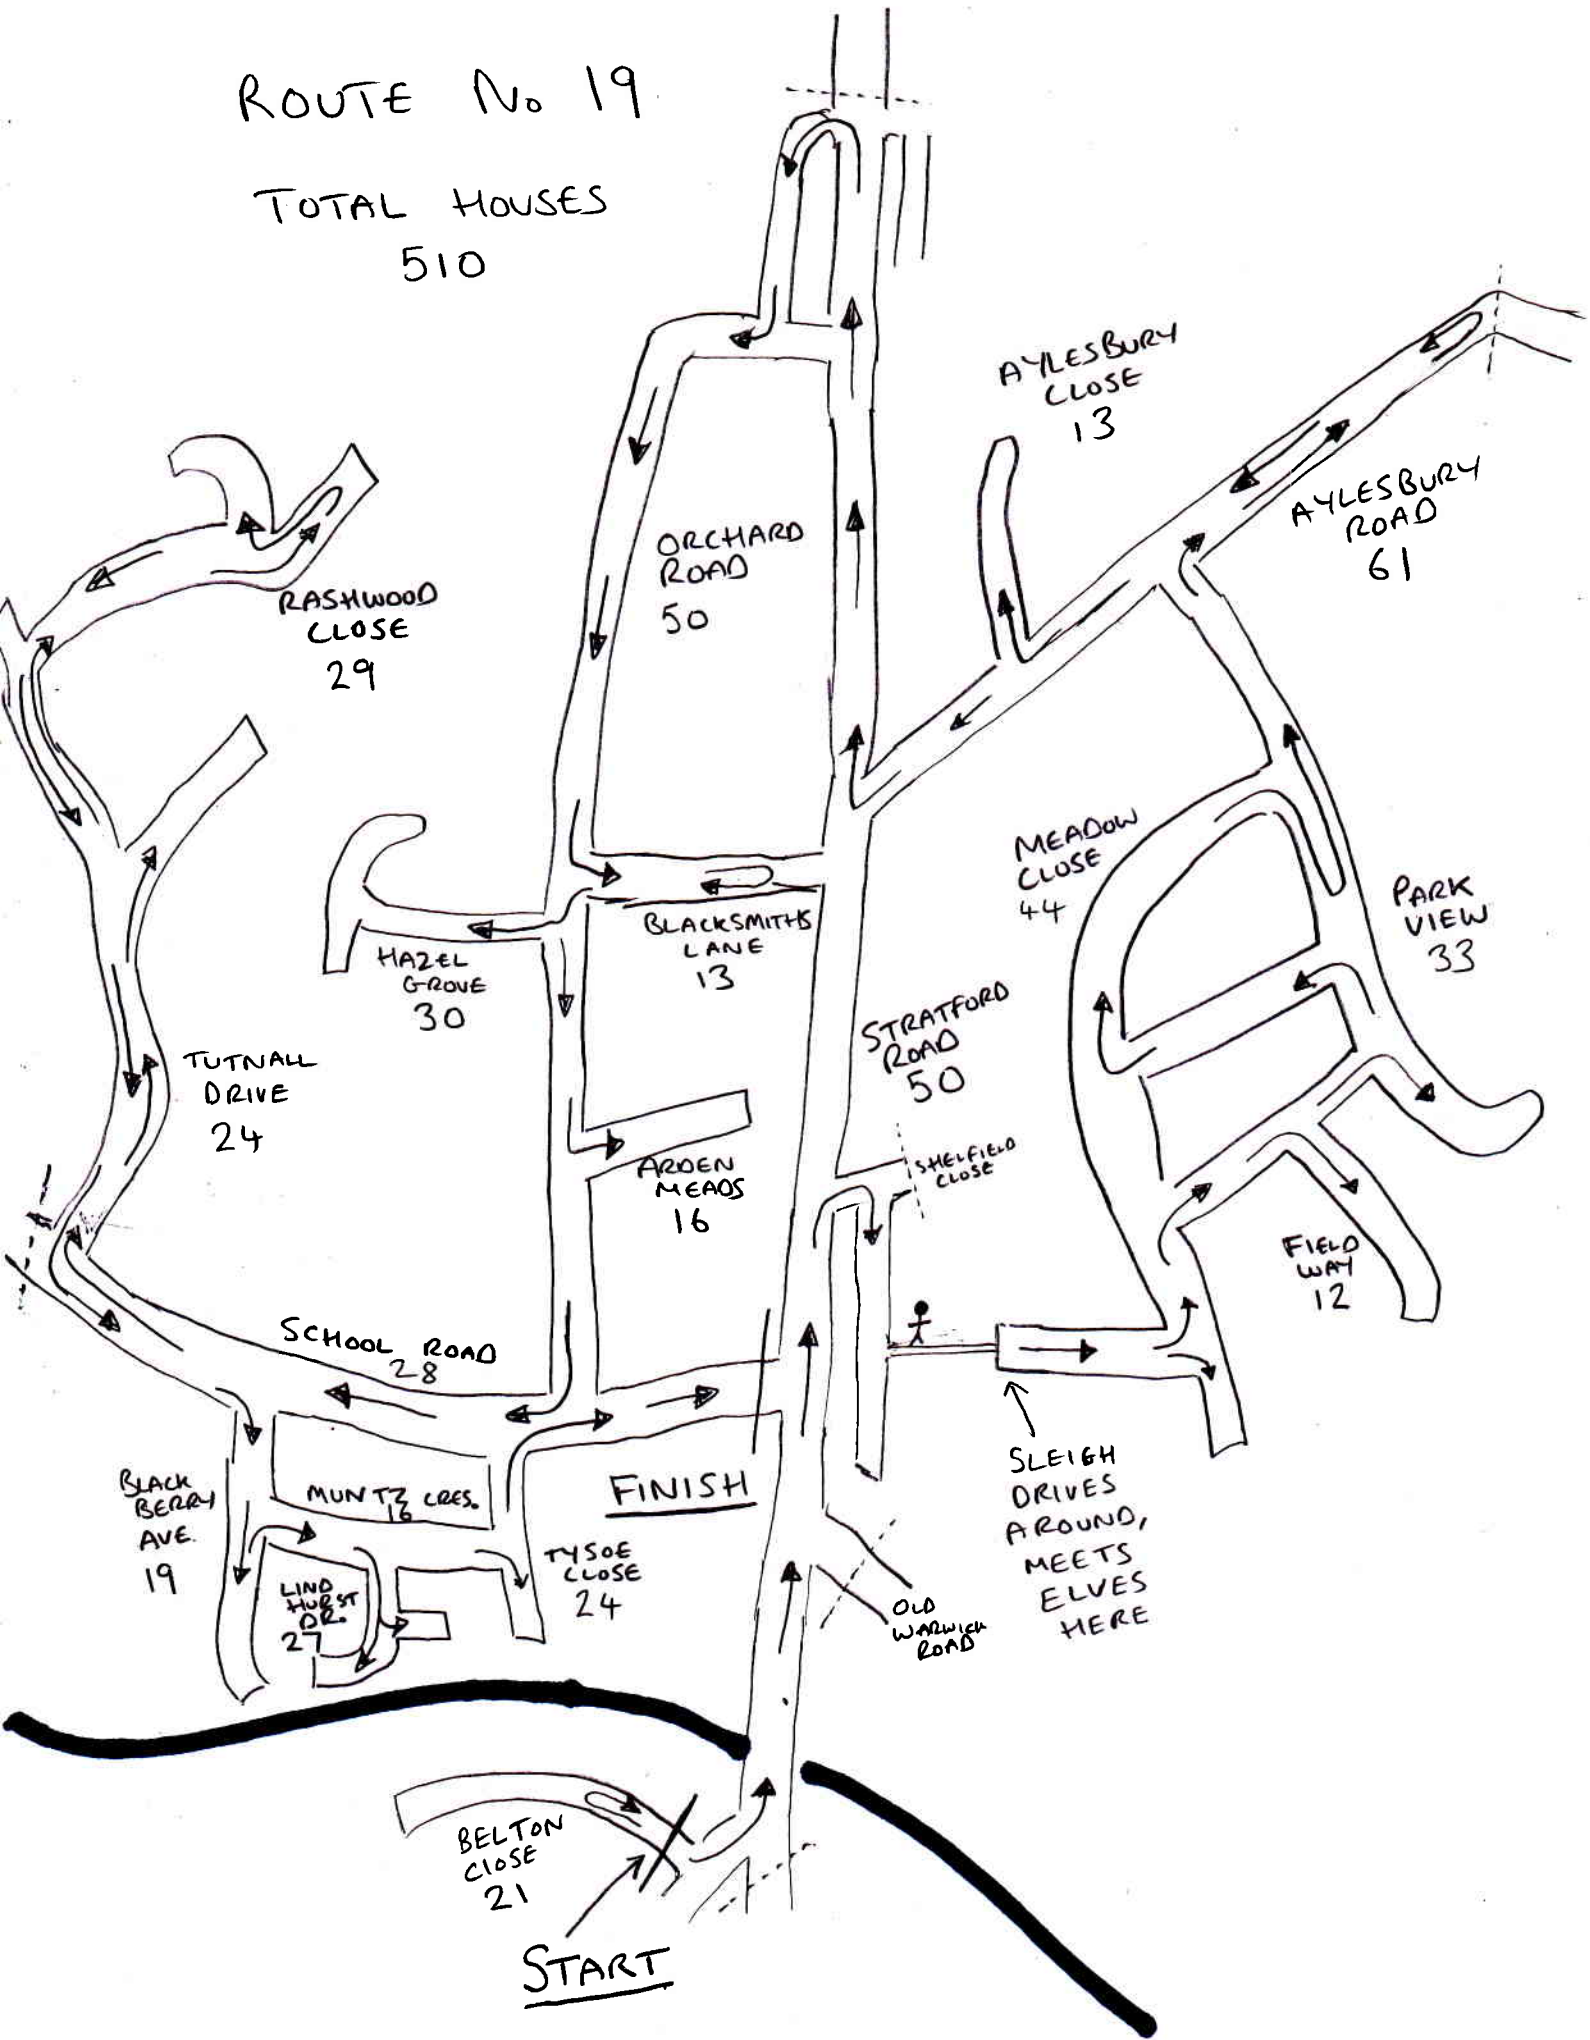 ROUTE No 19
TOTAL HOUSES
510
AYLESBURY
CLOSE
13
AYLESBURY
ROAD
61
ORCHARD
ROAD
50
RASHWOOD
CLOSE
29
MEADOW
CLOSE
44
PARK
VIEW
33
BLACKSMITHS
LANE
13
HAZEL
GROVE
30
STRATFORD
ROAD
50
TUTNALL
DRIVE
24
SHELFIELD
CLOSE
ARDEN
MEADS
16
FIELD
WAY
12
SCHOOL ROAD
28
SLEIGH
DRIVES
AROUND,
MEETS
ELVES
HERE
BLACK
BERRY
AVE.
19
MUNTZ CRES.
16
FINISH
TYSOE
CLOSE
24
LIND
HURST
DR.
27
OLD
WARWICK
ROAD
BELTON
CLOSE
21
START